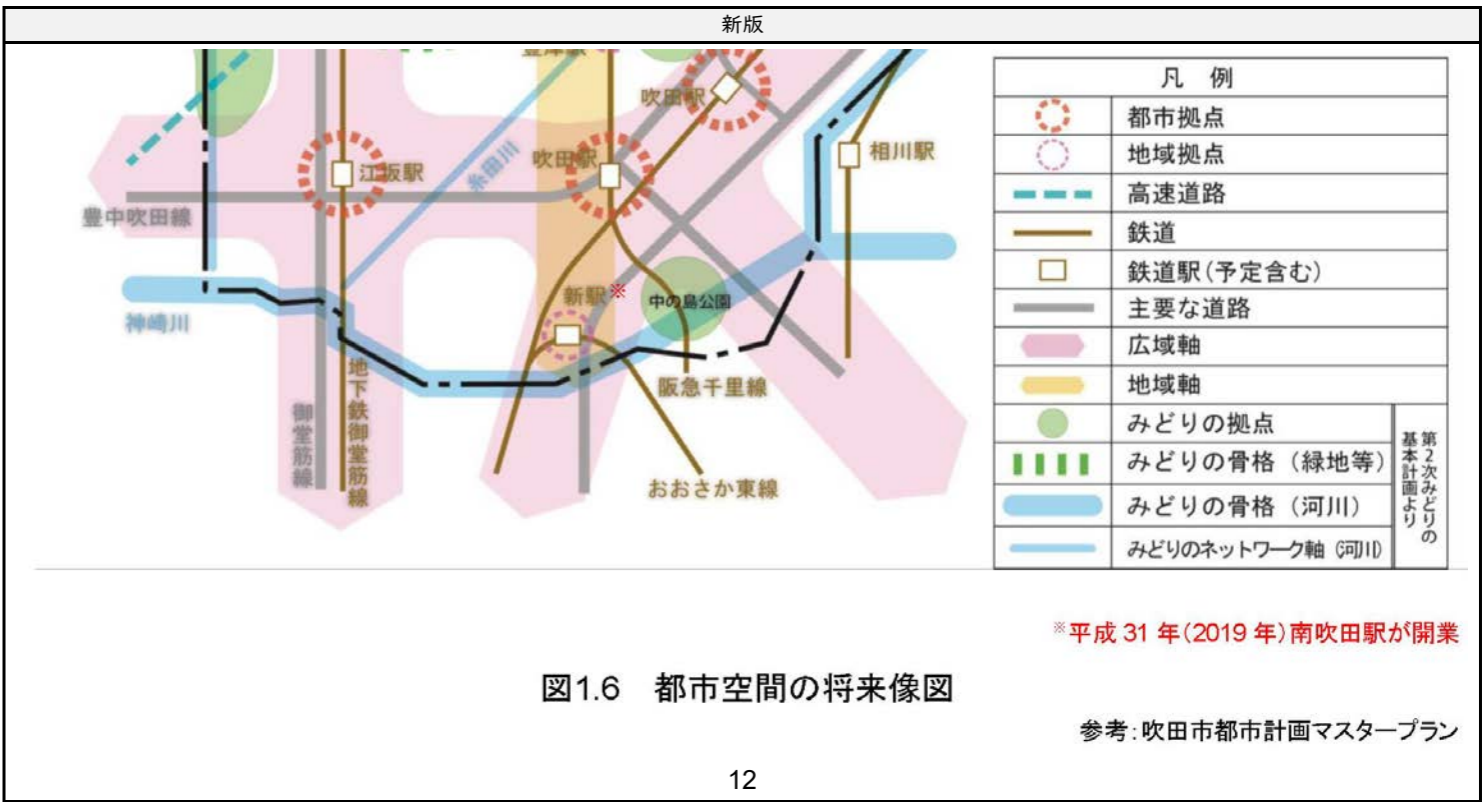 新版
豊津駅
吹田駅
相川駅
江坂駅
糸田川
吹田駅
豊中吹田線
新駅※
中の島公園
神崎川
阪急千里線
地下鉄御堂筋線
御堂筋線
おおさか東線
凡 例
都市拠点
地域拠点
高速道路
鉄道
鉄道駅(予定含む)
主要な道路
広域軸
地域軸
みどりの拠点
みどりの骨格(緑地等)
みどりの骨格(河川)
みどりのネットワーク軸(河川)
第2次みどりの
基本計画より
※平成 31 年(2019 年)南吹田駅が開業
図1.6 都市空間の将来像図
参考:吹田市都市計画マスタープラン
12